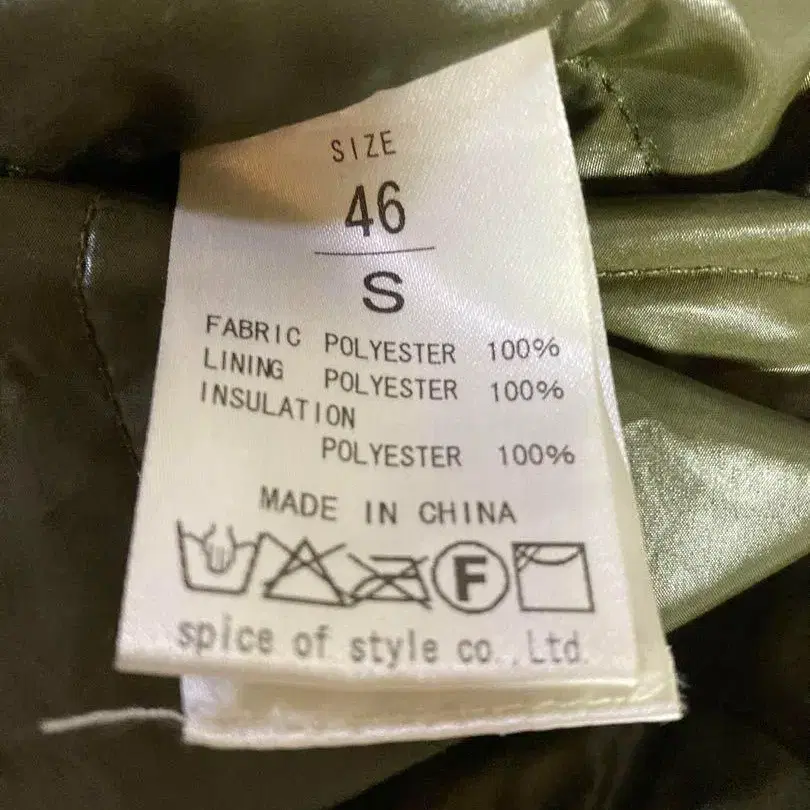 SIZE
46
S
FABRIC POLYESTER 100%
LINING POLYESTER 100%
INSULATION
POLYESTER 100%
MADE IN CHINA
F
spice of style co.,Ltd.